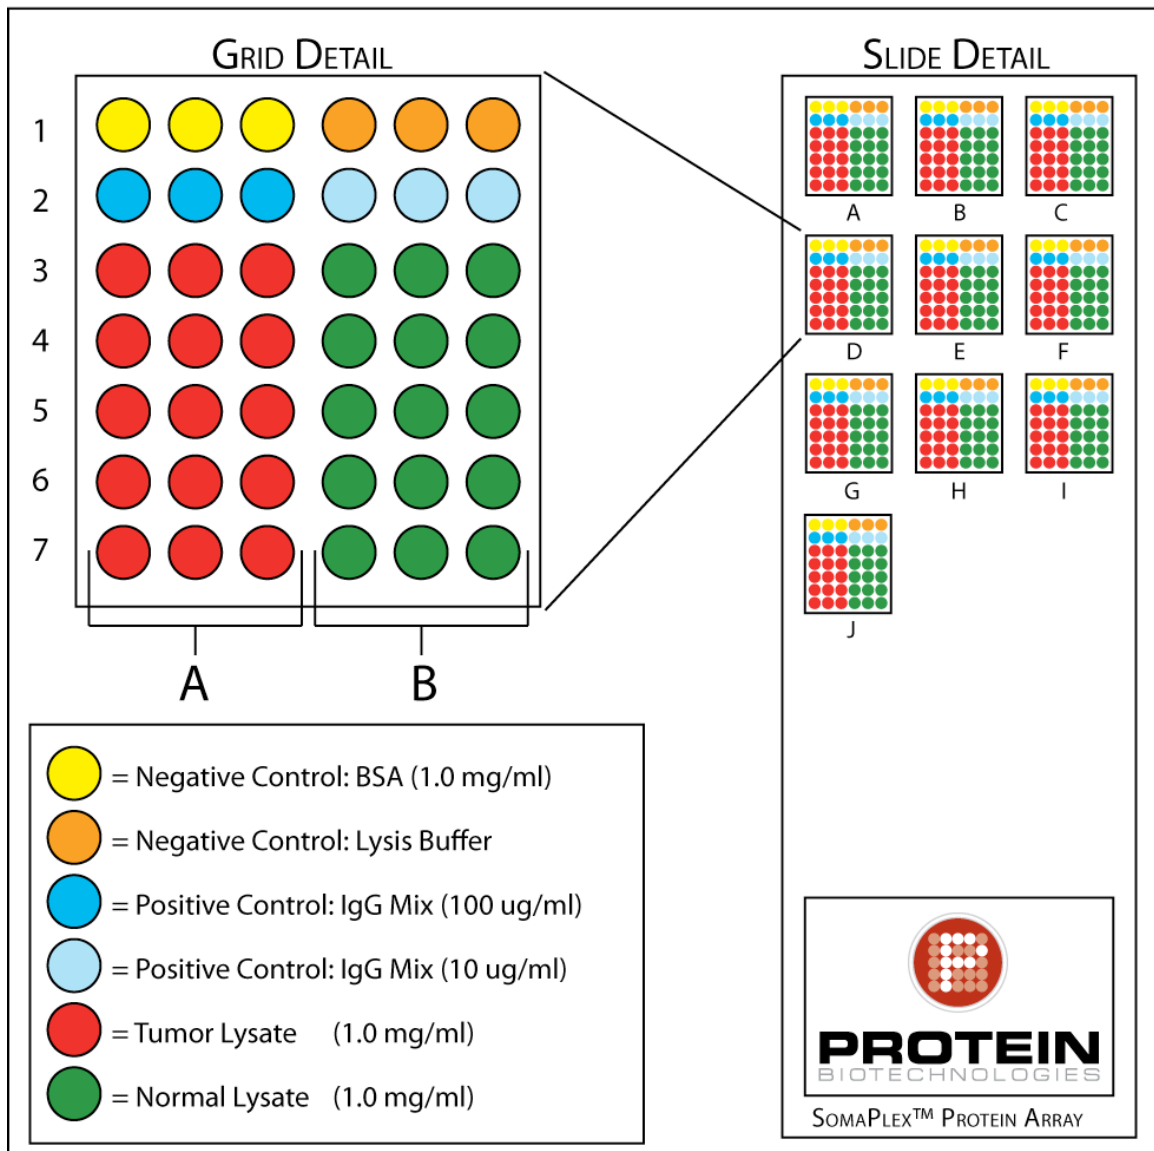 GRID DETAIL
1
2
3
4
5
6
7
A
B
= Negative Control: BSA (1.0 mg/ml)
= Negative Control: Lysis Buffer
= Positive Control: IgG Mix (100 ug/ml)
= Positive Control: IgG Mix (10 ug/ml)
= Tumor Lysate (1.0 mg/ml)
= Normal Lysate (1.0 mg/ml)
SLIDE DETAIL
A B C
D E F
G H I
J
P
PROTEIN
BIOTECHNOLOGIES
SOMAPLEX™ PROTEIN ARRAY